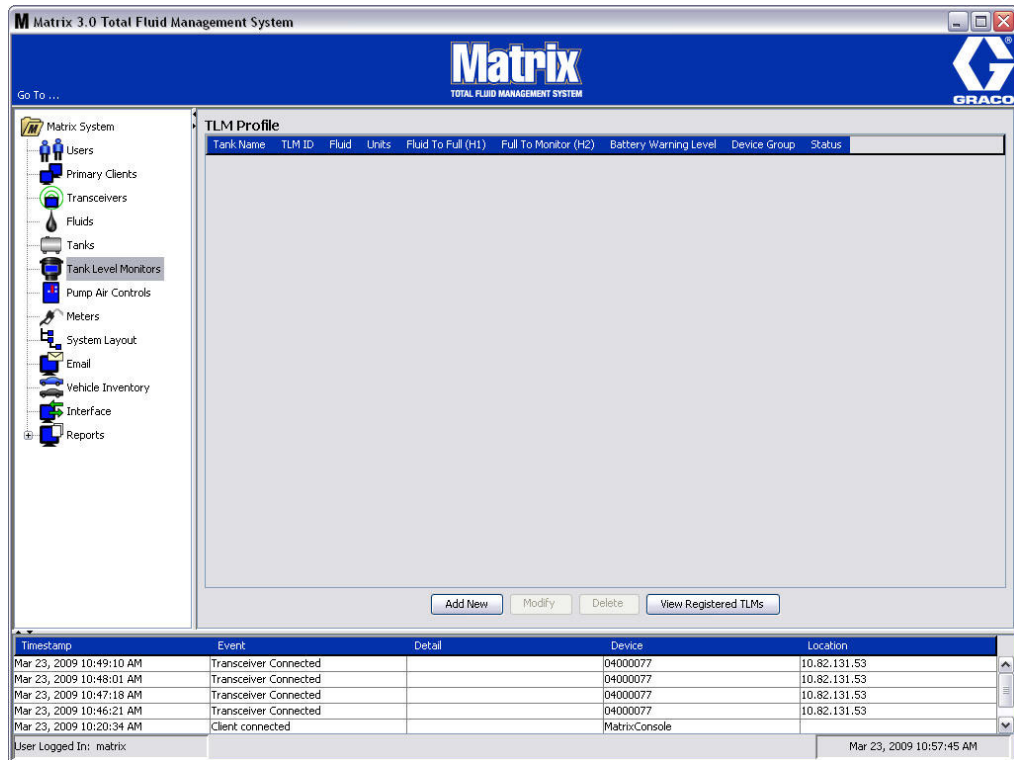 M Matrix 3.0 Total Fluid Management System
Matrix
TOTAL FLUID MANAGEMENT SYSTEM
Go To ...
GRACO
®
Matrix System
Users
Primary Clients
Transceivers
Fluids
Tanks
Tank Level Monitors
Pump Air Controls
Meters
System Layout
Email
Vehicle Inventory
Interface
Reports
TLM Profile
Tank Name TLM ID Fluid Units Fluid To Full (H1) Full To Monitor (H2) Battery Warning Level Device Group Status
Add New Modify Delete View Registered TLMs
Timestamp Event Detail Device Location
Mar 23, 2009 10:49:10 AM Transceiver Connected 04000077 10.82.131.53
Mar 23, 2009 10:48:01 AM Transceiver Connected 04000077 10.82.131.53
Mar 23, 2009 10:47:18 AM Transceiver Connected 04000077 10.82.131.53
Mar 23, 2009 10:46:21 AM Transceiver Connected 04000077 10.82.131.53
Mar 23, 2009 10:20:34 AM Client connected MatrixConsole
User Logged In: matrix Mar 23, 2009 10:57:45 AM